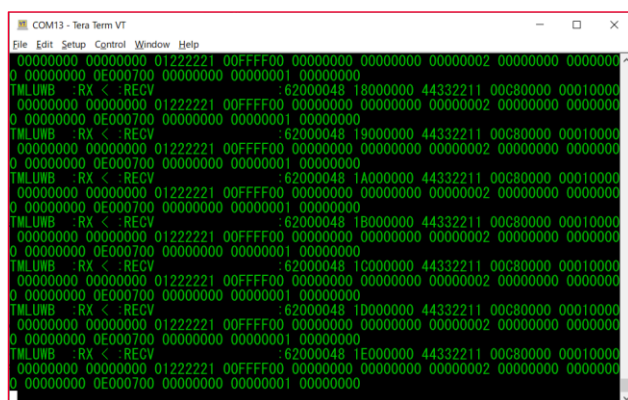 COM13 - Tera Term VT
File Edit Setup Control Window Help
00000000 00000000 01222221 00FFFF00 00000000 00000000 00000002 00000000 0000000
0 00000000 0E000700 00000000 00000001 00000000
TMLUWB :RX < :RECV :62000048 18000000 44332211 00C80000 00010000
00000000 00000000 01222221 00FFFF00 00000000 00000000 00000002 00000000 0000000
0 00000000 0E000700 00000000 00000001 00000000
TMLUWB :RX < :RECV :62000048 19000000 44332211 00C80000 00010000
00000000 00000000 01222221 00FFFF00 00000000 00000000 00000002 00000000 0000000
0 00000000 0E000700 00000000 00000001 00000000
TMLUWB :RX < :RECV :62000048 1A000000 44332211 00C80000 00010000
00000000 00000000 01222221 00FFFF00 00000000 00000000 00000002 00000000 0000000
0 00000000 0E000700 00000000 00000001 00000000
TMLUWB :RX < :RECV :62000048 1B000000 44332211 00C80000 00010000
00000000 00000000 01222221 00FFFF00 00000000 00000000 00000002 00000000 0000000
0 00000000 0E000700 00000000 00000001 00000000
TMLUWB :RX < :RECV :62000048 1C000000 44332211 00C80000 00010000
00000000 00000000 01222221 00FFFF00 00000000 00000000 00000002 00000000 0000000
0 00000000 0E000700 00000000 00000001 00000000
TMLUWB :RX < :RECV :62000048 1D000000 44332211 00C80000 00010000
00000000 00000000 01222221 00FFFF00 00000000 00000000 00000002 00000000 0000000
0 00000000 0E000700 00000000 00000001 00000000
TMLUWB :RX < :RECV :62000048 1E000000 44332211 00C80000 00010000
00000000 00000000 01222221 00FFFF00 00000000 00000000 00000002 00000000 0000000
0 00000000 0E000700 00000000 00000001 00000000